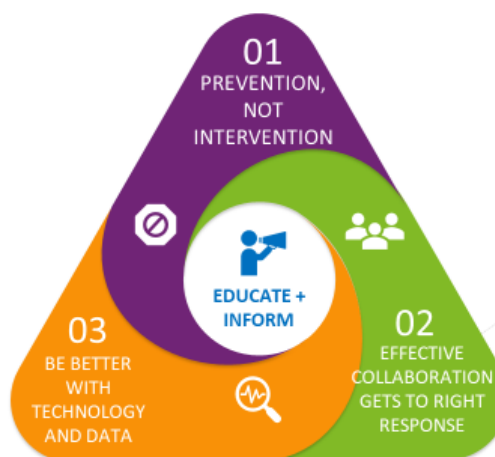 01
PREVENTION,
NOT
INTERVENTION
EDUCATE +
INFORM
02
EFFECTIVE
COLLABORATION
GETS TO RIGHT
RESPONSE
03
BE BETTER
WITH
TECHNOLOGY
AND DATA